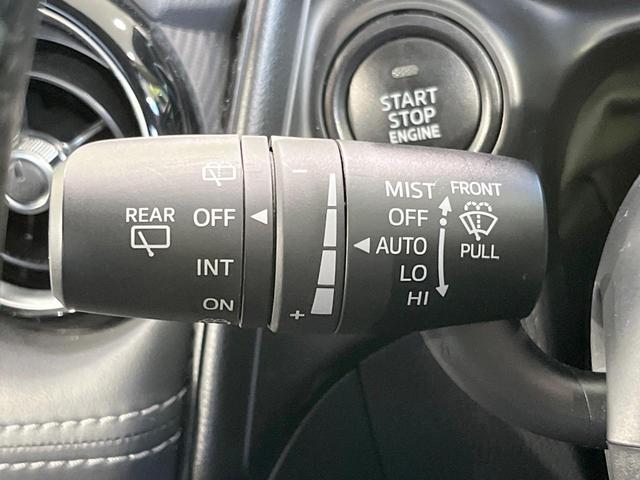 START
STOP
ENGINE
REAR
OFF
INT
ON
−
+
MIST
OFF
AUTO
LO
HI
FRONT
PULL